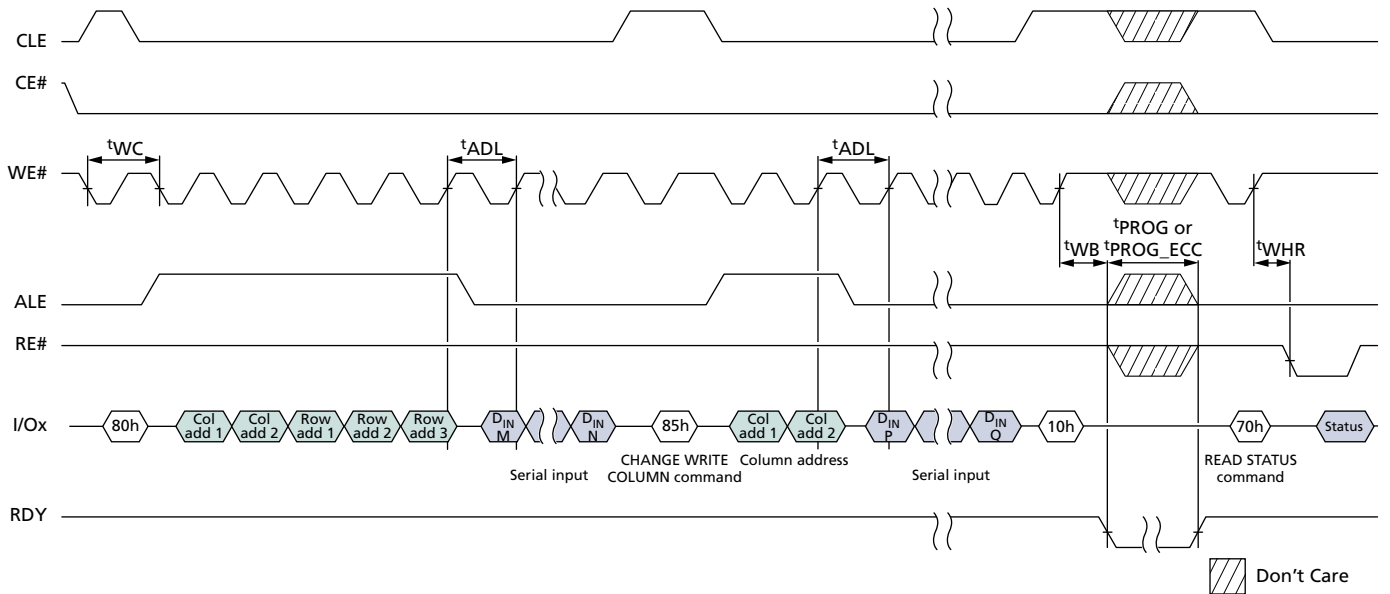 CLE
CE#
tWC
tADL
tADL
WE#
tPROG or
tWB tPROG_ECC tWHR
ALE
RE#
I/Ox 80h Col add 1 Col add 2 Row add 1 Row add 2 Row add 3 DIN M DIN N 85h Col add 1 Col add 2 DIN P DIN Q 10h 70h Status
Serial input CHANGE WRITE COLUMN command Column address Serial input READ STATUS command
RDY
Don't Care